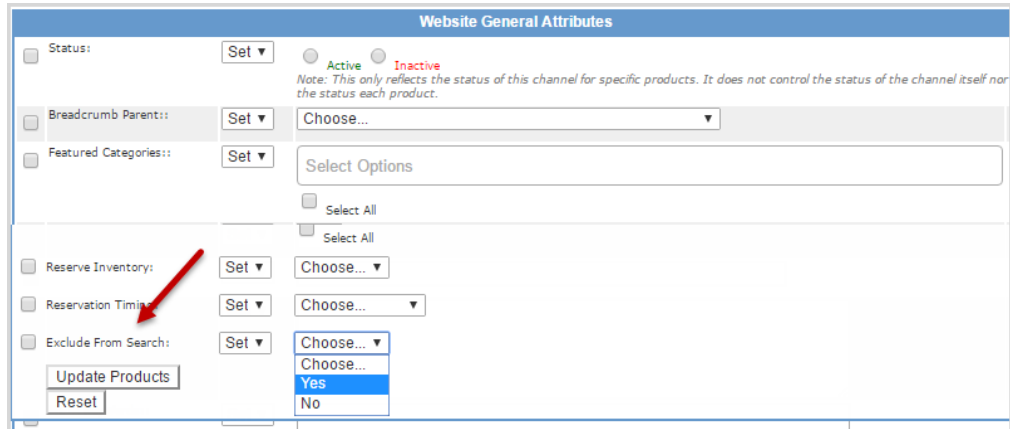 Website General Attributes
Status: Set Active Inactive
Note: This only reflects the status of this channel for specific products. It does not control the status of the channel itself nor
the status each product.
Breadcrumb Parent:: Set Choose...
Featured Categories:: Set Select Options
Select All
Select All
Reserve Inventory: Set Choose...
Reservation Timing: Set Choose...
Exclude From Search: Set Choose...
Choose...
Update Products
Yes
Reset
No